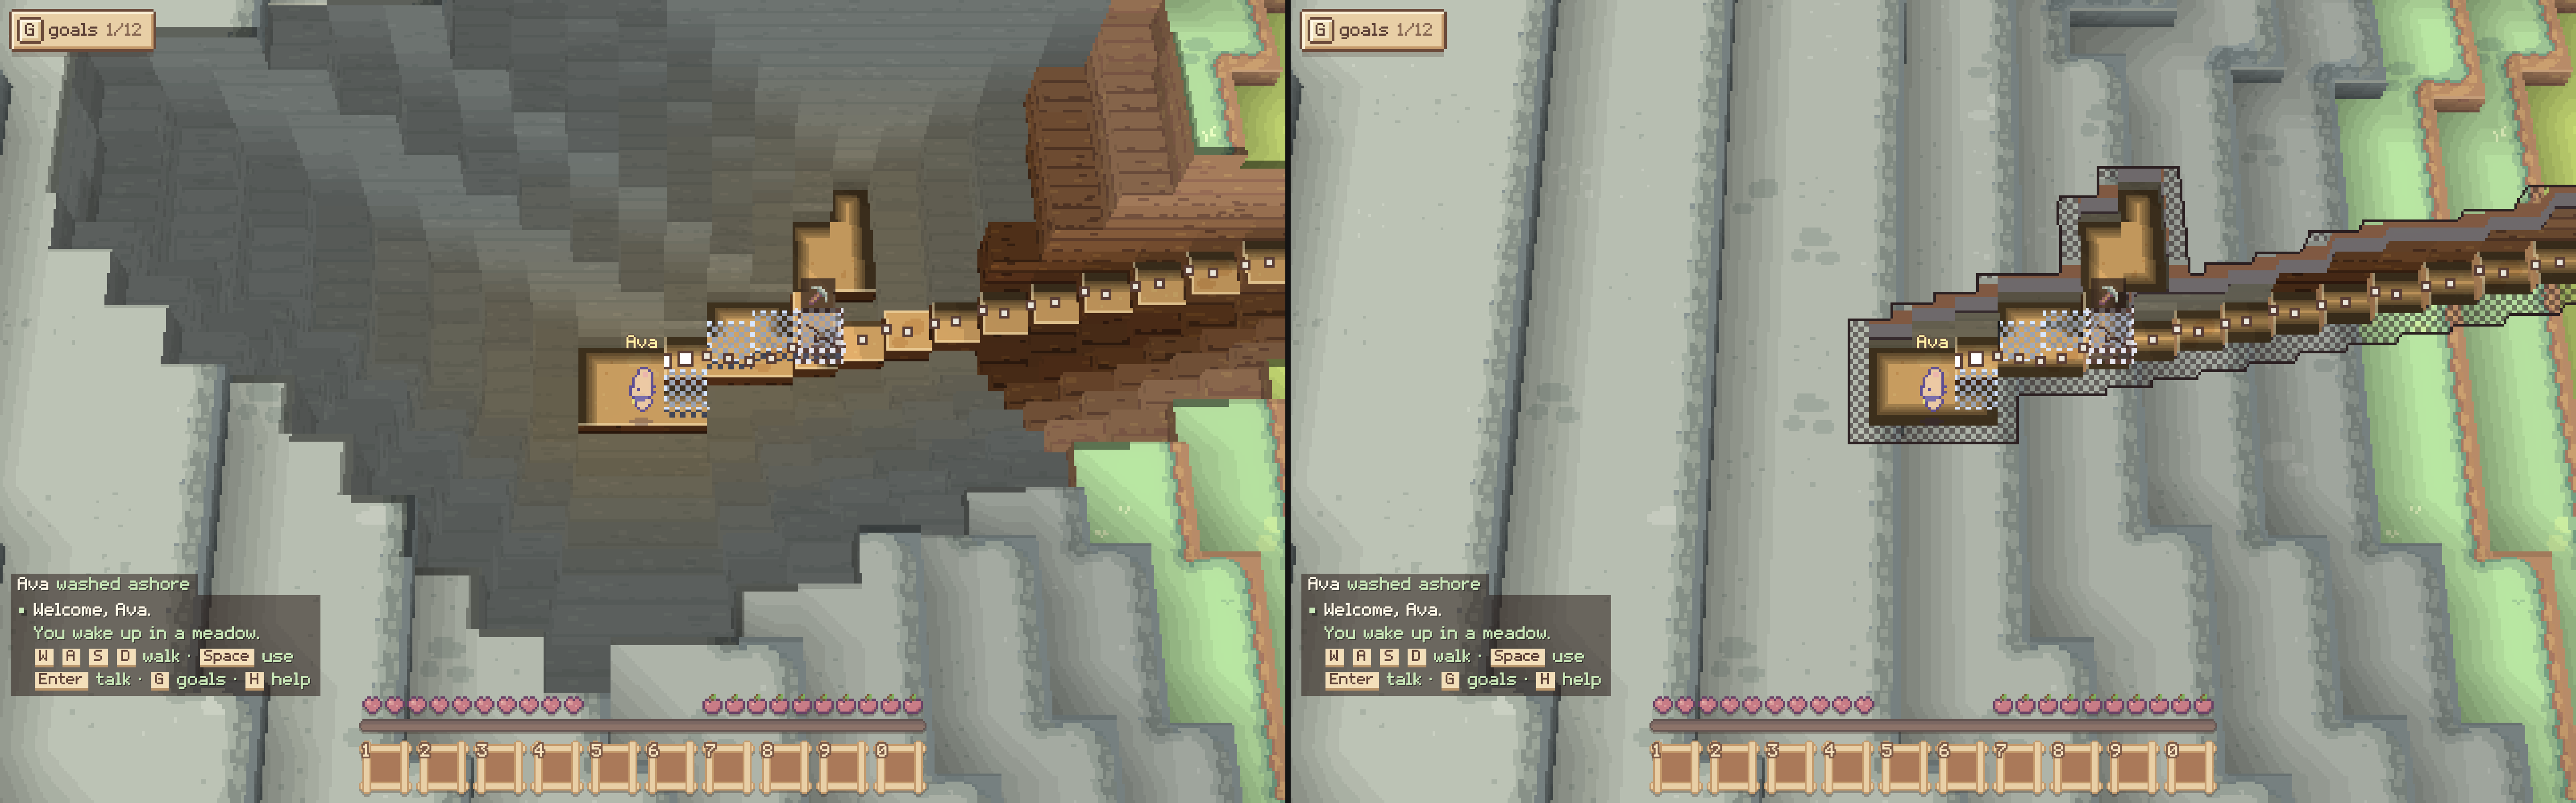 G goals 1/12
Ava
Ava washed ashore
Welcome, Ava.
You wake up in a meadow.
W A S D walk · Space use
Enter talk · G goals · H help
1 2 3 4 5 6 7 8 9 0
G goals 1/12
Ava
Ava washed ashore
Welcome, Ava.
You wake up in a meadow.
W A S D walk · Space use
Enter talk · G goals · H help
1 2 3 4 5 6 7 8 9 0